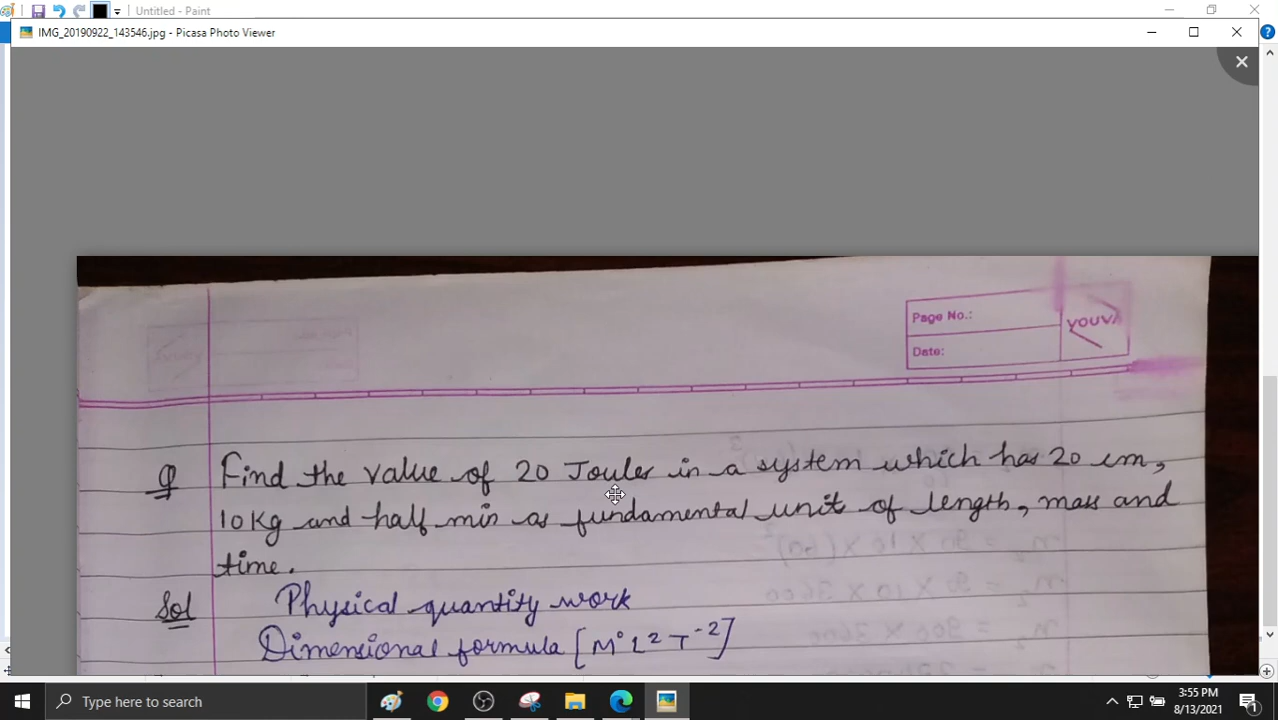 Untitled - Paint
IMG_20190922_143546.jpg - Picasa Photo Viewer
Page No.:
YOUVA
Date:
Q Find the value of 20 Joules in a system which has 20 cm,
10 Kg and half min as fundamental unit of length, mass and
time.
Sol Physical quantity work
Dimensional formula [M° L² T⁻²]
Type here to search
3:55 PM
8/13/2021
1